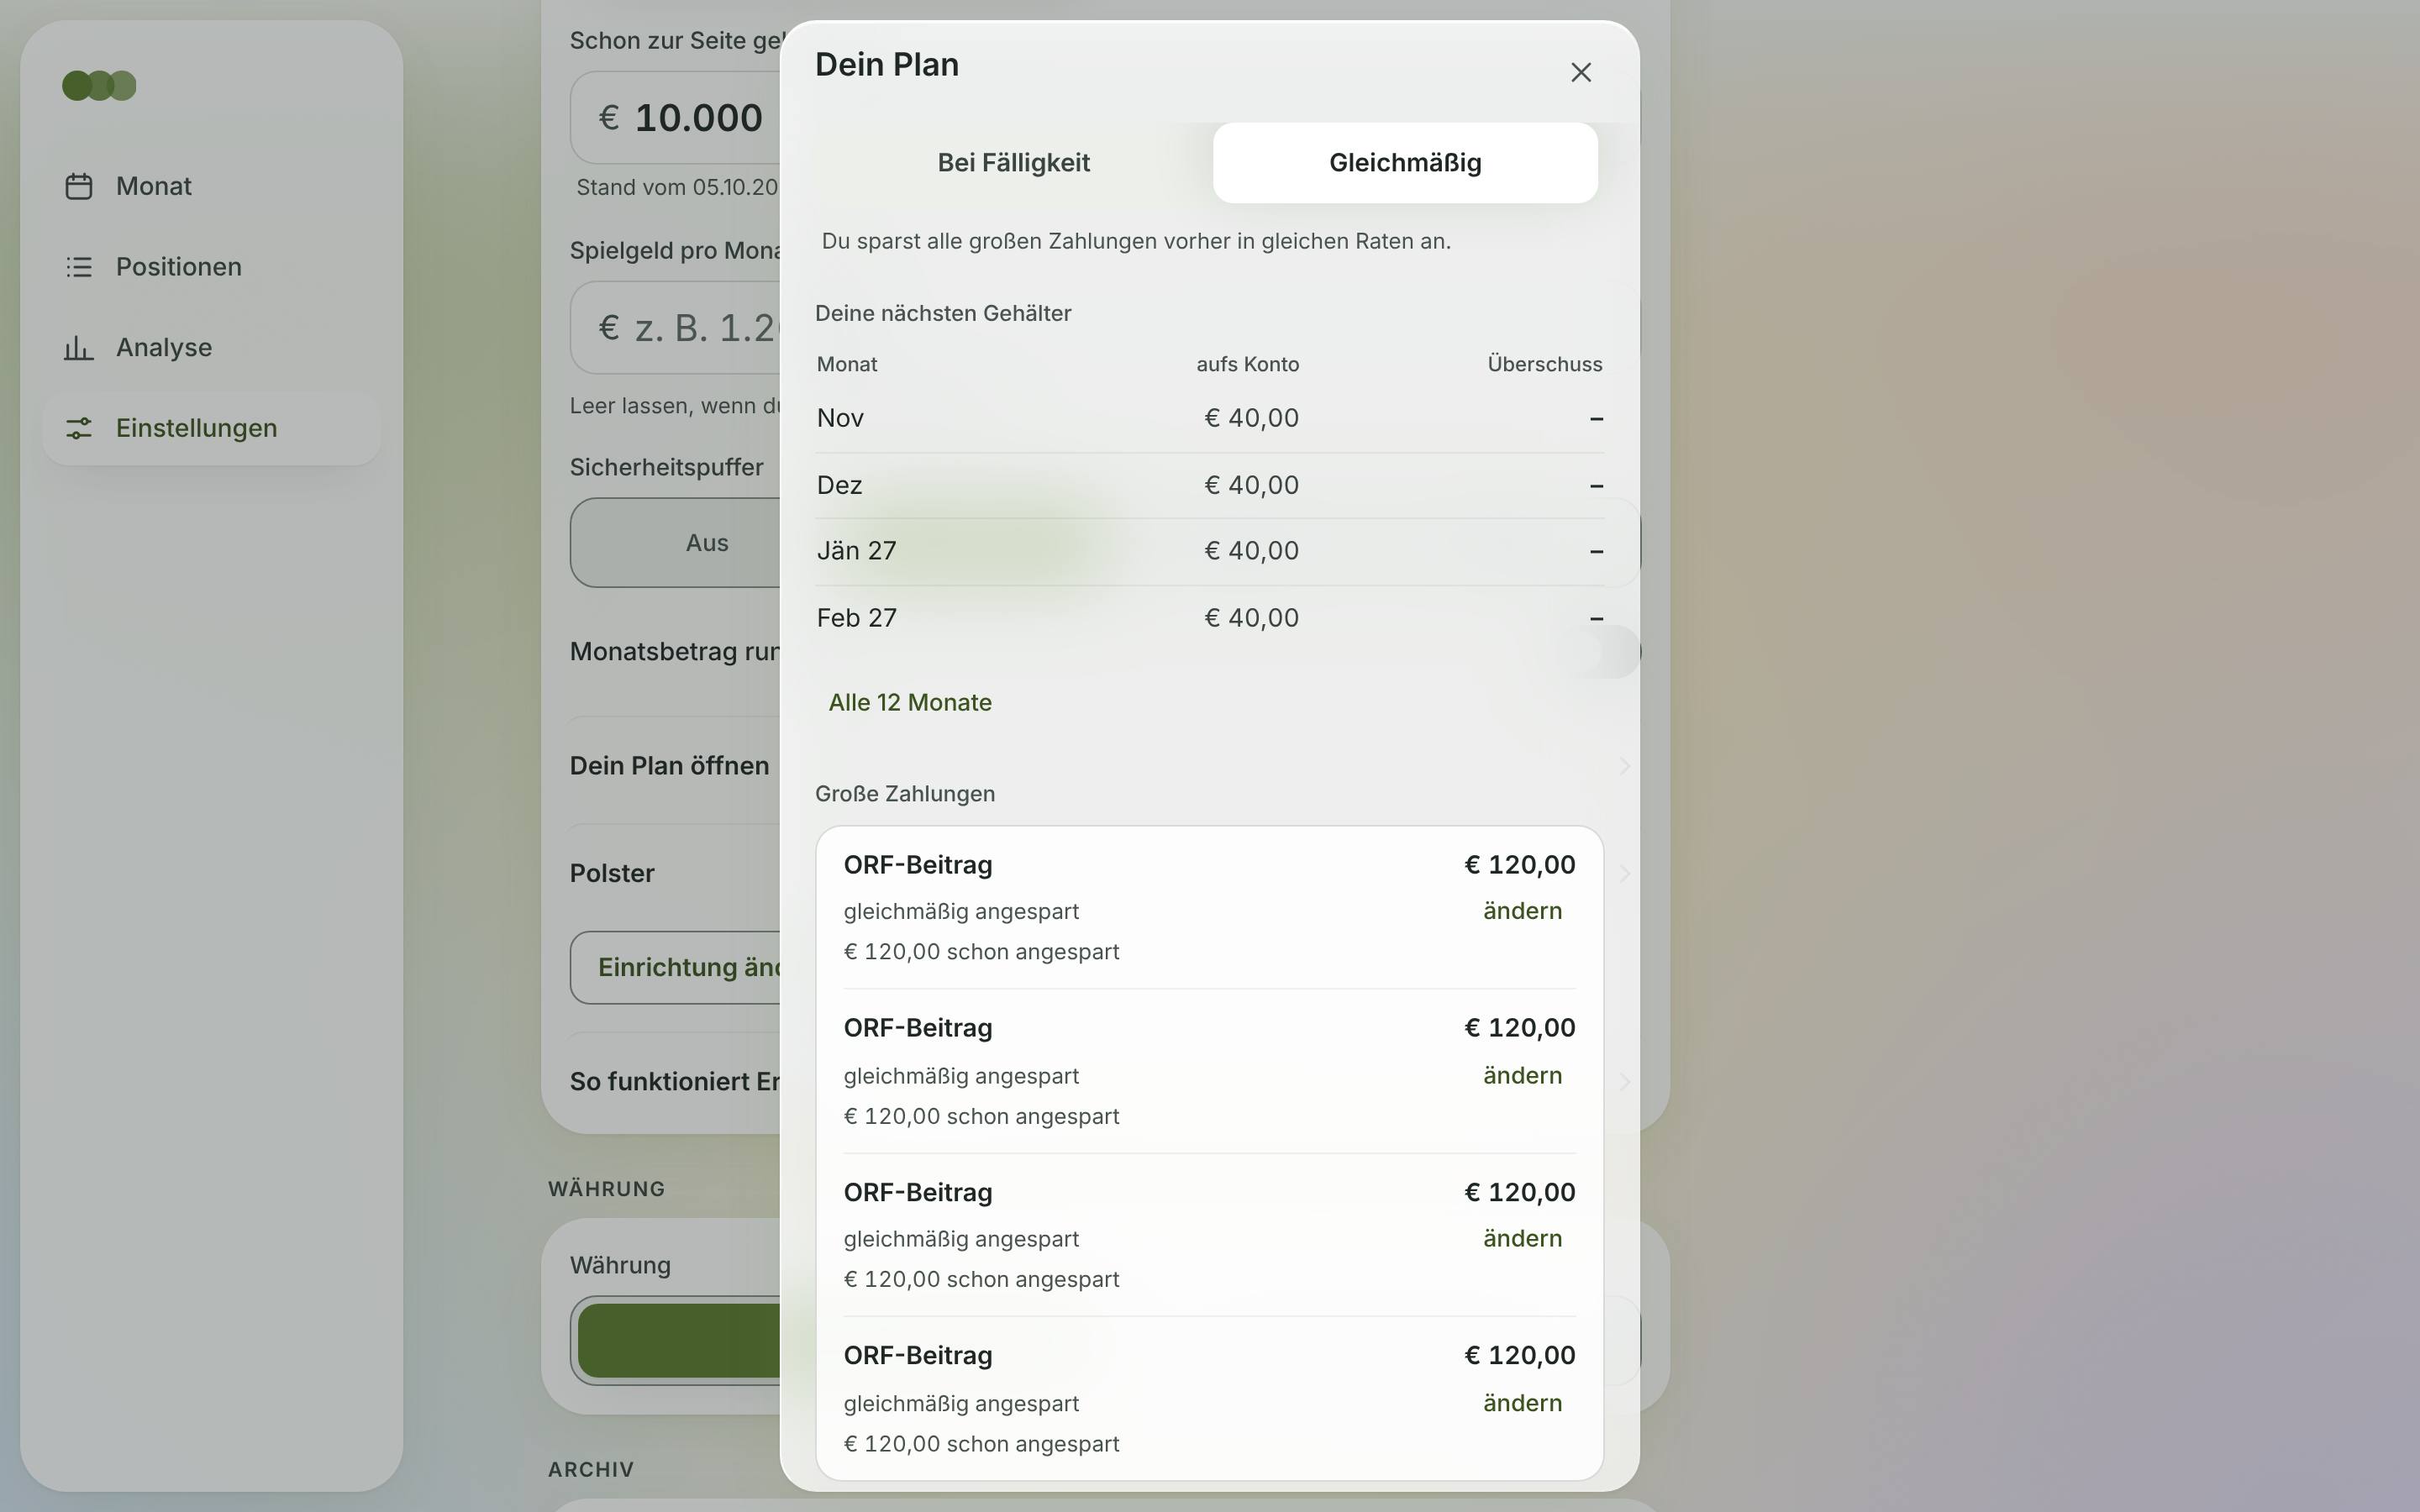 Monat
Positionen
Analyse
Einstellungen
Schon zur Seite
€ 10.000
Stand vom 05.10.20
Spielgeld pro
€ z. B.
Leer lassen, wenn
Sicherheitspuffer
Aus
Monatsbetrag
Dein Plan öffnen
Polster
Einrichtung
So funktioniert
WÄHRUNG
Währung
ARCHIV
Dein Plan
Bei Fälligkeit Gleichmäßig
Du sparst alle großen Zahlungen vorher in gleichen Raten an.
Deine nächsten Gehälter
Monat aufs Konto Überschuss
Nov € 40,00 –
Dez € 40,00 –
Jän 27 € 40,00 –
Feb 27 € 40,00 –
Alle 12 Monate
Große Zahlungen
ORF-Beitrag € 120,00
gleichmäßig angespart ändern
€ 120,00 schon angespart
ORF-Beitrag € 120,00
gleichmäßig angespart ändern
€ 120,00 schon angespart
ORF-Beitrag € 120,00
gleichmäßig angespart ändern
€ 120,00 schon angespart
ORF-Beitrag € 120,00
gleichmäßig angespart ändern
€ 120,00 schon angespart